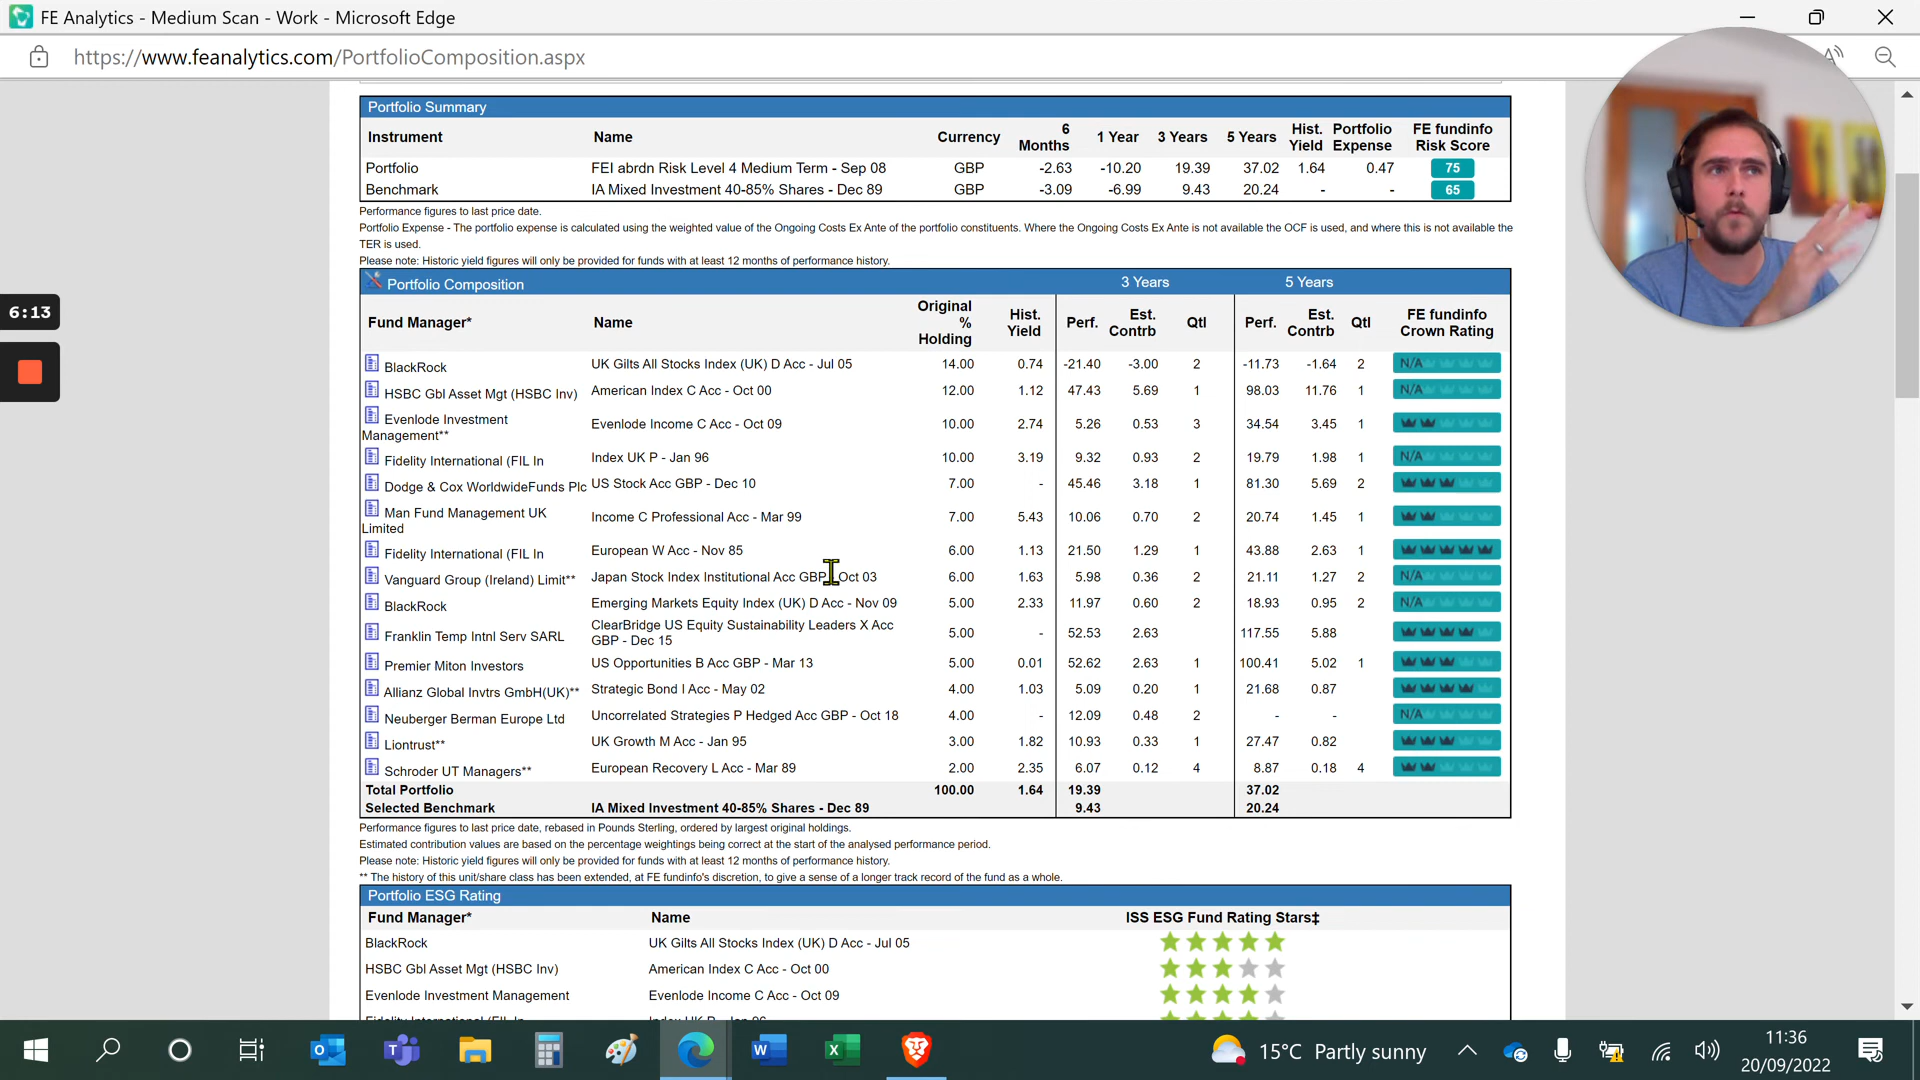 FE Analytics - Medium Scan - Work - Microsoft Edge
https://www.feanalytics.com/PortfolioComposition.aspx
6:13
Portfolio Summary
Instrument Name Currency 6 Months 1 Year 3 Years 5 Years Hist. Yield Portfolio Expense FE fundinfo Risk Score
Portfolio FEI abrdn Risk Level 4 Medium Term - Sep 08 GBP -2.63 -10.20 19.39 37.02 1.64 0.47 75
Benchmark IA Mixed Investment 40-85% Shares - Dec 89 GBP -3.09 -6.99 9.43 20.24 - - 65
Performance figures to last price date.
Portfolio Expense - The portfolio expense is calculated using the weighted value of the Ongoing Costs Ex Ante of the portfolio constituents. Where the Ongoing Costs Ex Ante is not available the OCF is used, and where this is not available the
TER is used.
Please note: Historic yield figures will only be provided for funds with at least 12 months of performance history.
Portfolio Composition 3 Years 5 Years
Fund Manager* Name Original % Holding Hist. Yield Perf. Est. Contrb Qtl Perf. Est. Contrb Qtl FE fundinfo Crown Rating
BlackRock UK Gilts All Stocks Index (UK) D Acc - Jul 05 14.00 0.74 -21.40 -3.00 2 -11.73 -1.64 2 N/A
HSBC Gbl Asset Mgt (HSBC Inv) American Index C Acc - Oct 00 12.00 1.12 47.43 5.69 1 98.03 11.76 1 N/A
Evenlode Investment Management** Evenlode Income C Acc - Oct 09 10.00 2.74 5.26 0.53 3 34.54 3.45 1
Fidelity International (FIL In Index UK P - Jan 96 10.00 3.19 9.32 0.93 2 19.79 1.98 1 N/A
Dodge & Cox WorldwideFunds Plc US Stock Acc GBP - Dec 10 7.00 - 45.46 3.18 1 81.30 5.69 2
Man Fund Management UK Limited Income C Professional Acc - Mar 99 7.00 5.43 10.06 0.70 2 20.74 1.45 1
Fidelity International (FIL In European W Acc - Nov 85 6.00 1.13 21.50 1.29 1 43.88 2.63 1
Vanguard Group (Ireland) Limit** Japan Stock Index Institutional Acc GBP - Oct 03 6.00 1.63 5.98 0.36 2 21.11 1.27 2 N/A
BlackRock Emerging Markets Equity Index (UK) D Acc - Nov 09 5.00 2.33 11.97 0.60 2 18.93 0.95 2 N/A
Franklin Temp Intnl Serv SARL ClearBridge US Equity Sustainability Leaders X Acc GBP - Dec 15 5.00 - 52.53 2.63 117.55 5.88
Premier Miton Investors US Opportunities B Acc GBP - Mar 13 5.00 0.01 52.62 2.63 1 100.41 5.02 1
Allianz Global Invtrs GmbH(UK)** Strategic Bond I Acc - May 02 4.00 1.03 5.09 0.20 1 21.68 0.87
Neuberger Berman Europe Ltd Uncorrelated Strategies P Hedged Acc GBP - Oct 18 4.00 - 12.09 0.48 2 - - N/A
Liontrust** UK Growth M Acc - Jan 95 3.00 1.82 10.93 0.33 1 27.47 0.82
Schroder UT Managers** European Recovery L Acc - Mar 89 2.00 2.35 6.07 0.12 4 8.87 0.18 4
Total Portfolio 100.00 1.64 19.39 37.02
Selected Benchmark IA Mixed Investment 40-85% Shares - Dec 89 9.43 20.24
Performance figures to last price date, rebased in Pounds Sterling, ordered by largest original holdings.
Estimated contribution values are based on the percentage weightings being correct at the start of the analysed performance period.
Please note: Historic yield figures will only be provided for funds with at least 12 months of performance history.
** The history of this unit/share class has been extended, at FE fundinfo's discretion, to give a sense of a longer track record of the fund as a whole.
Portfolio ESG Rating
Fund Manager* Name ISS ESG Fund Rating Stars‡
BlackRock UK Gilts All Stocks Index (UK) D Acc - Jul 05
HSBC Gbl Asset Mgt (HSBC Inv) American Index C Acc - Oct 00
Evenlode Investment Management Evenlode Income C Acc - Oct 09
Fidelity International (FIL In Index UK P - Jan 96
15°C Partly sunny
11:36
20/09/2022